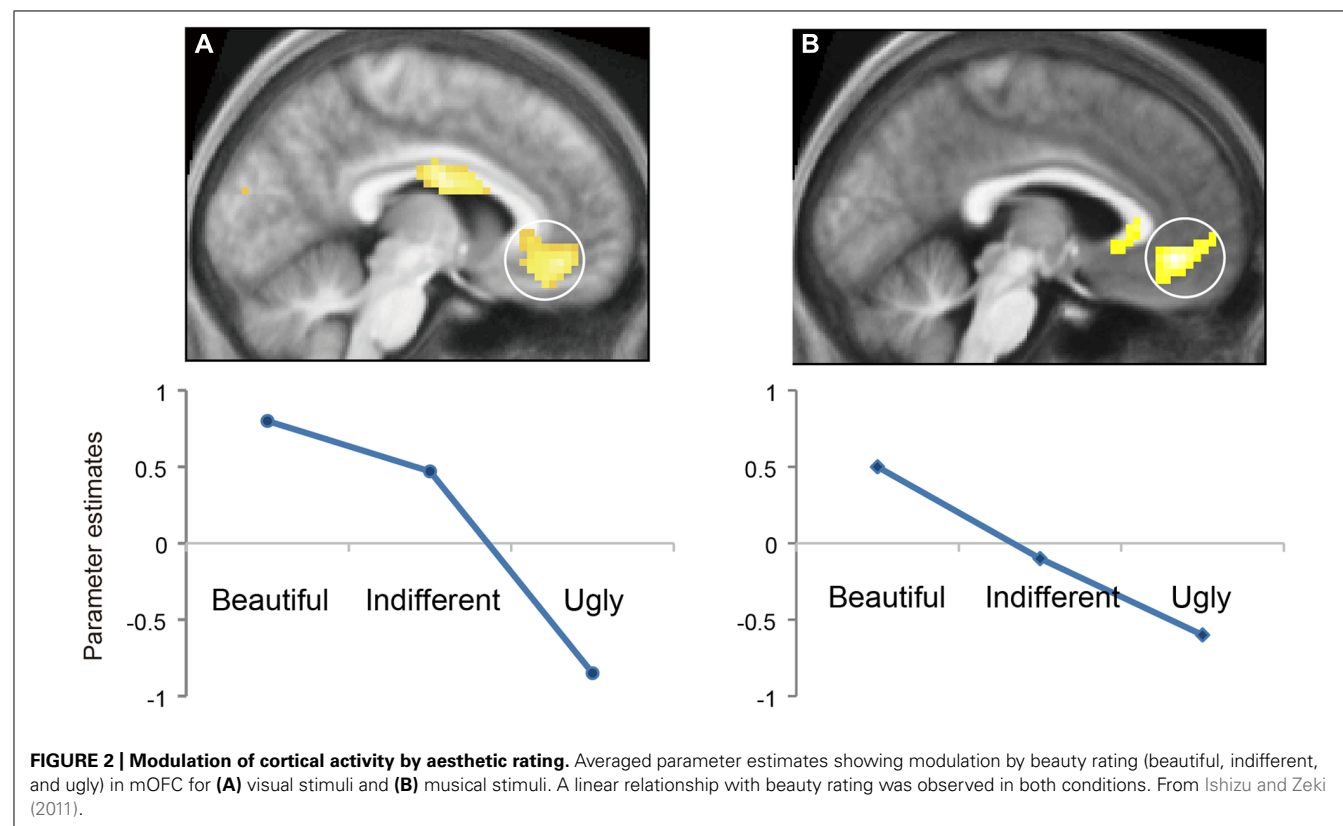 A
B
1
0.5
0
-0.5
-1
Parameter estimates
Beautiful Indifferent Ugly
1
0.5
0
-0.5
-1
Beautiful Indifferent Ugly
FIGURE 2 | Modulation of cortical activity by aesthetic rating. Averaged parameter estimates showing modulation by beauty rating (beautiful, indifferent,
and ugly) in mOFC for (A) visual stimuli and (B) musical stimuli. A linear relationship with beauty rating was observed in both conditions. From Ishizu and Zeki
(2011).